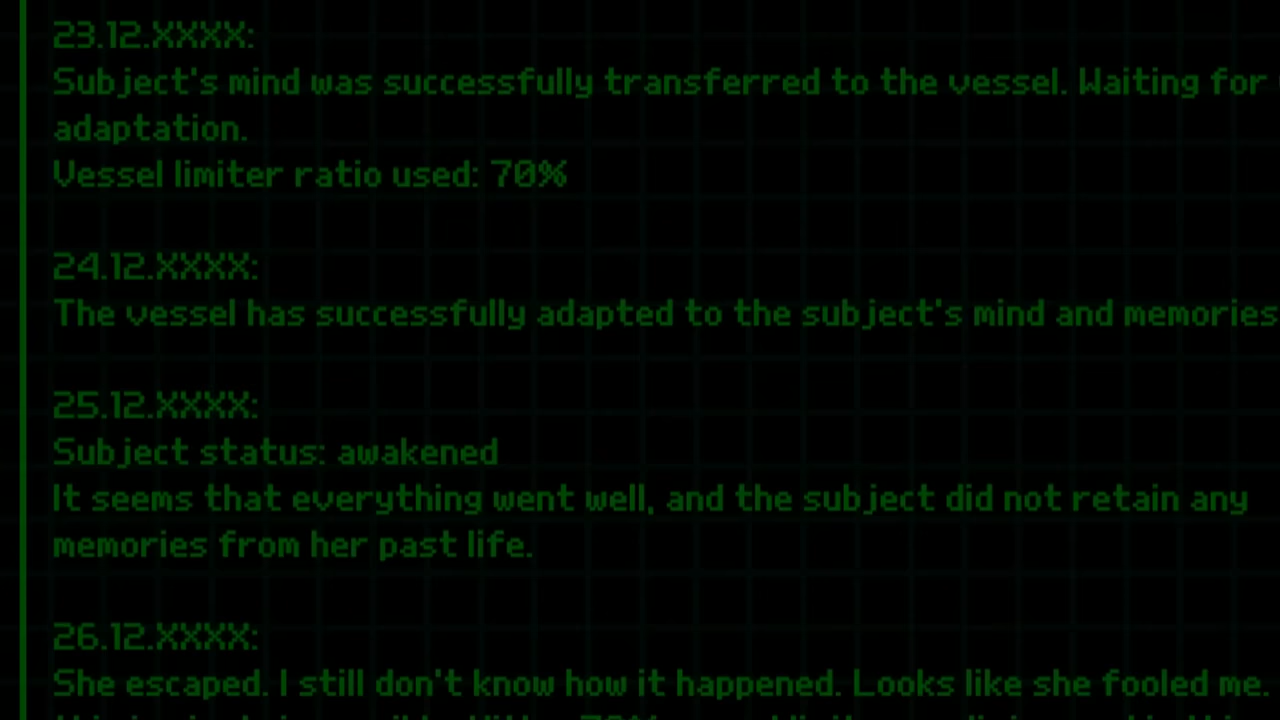 23.12.XXXX:
Subject's mind was successfully transferred to the vessel. Waiting for
adaptation.
Vessel limiter ratio used: 70%
24.12.XXXX:
The vessel has successfully adapted to the subject's mind and memories
25.12.XXXX:
Subject status: awakened
It seems that everything went well, and the subject did not retain any
memories from her past life.
26.12.XXXX:
She escaped. I still don't know how it happened. Looks like she fooled me.